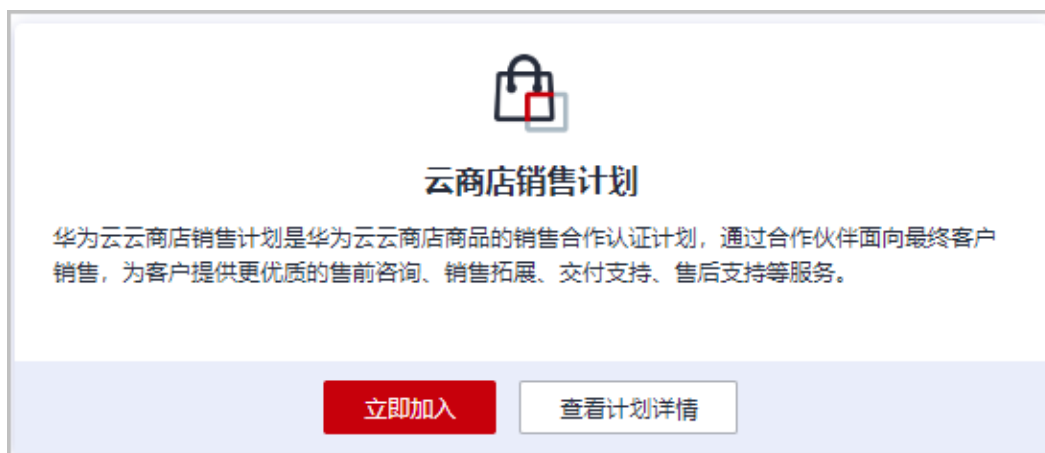 云商店销售计划
华为云云商店销售计划是华为云云商店商品的销售合作认证计划，通过合作伙伴面向最终客户
销售，为客户提供更优质的售前咨询、销售拓展、交付支持、售后支持等服务。
立即加入
查看计划详情